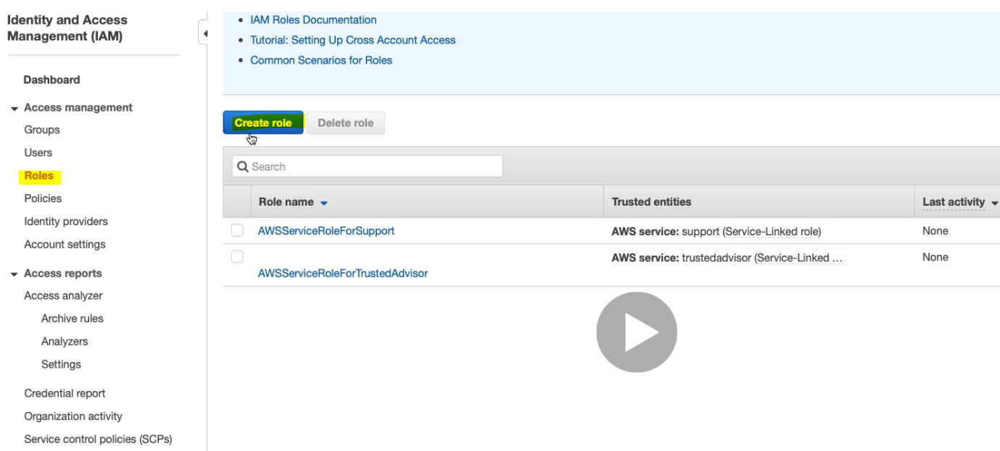 Identity and Access
Management (IAM)
Dashboard
Access management
Groups
Users
Roles
Policies
Identity providers
Account settings
Access reports
Access analyzer
Archive rules
Analyzers
Settings
Credential report
Organization activity
Service control policies (SCPs)
IAM Roles Documentation
Tutorial: Setting Up Cross Account Access
Common Scenarios for Roles
Create role Delete role
Search
Role name Trusted entities Last activity
AWSServiceRoleForSupport AWS service: support (Service-Linked role) None
AWS service: trustedadvisor (Service-Linked … None
AWSServiceRoleForTrustedAdvisor